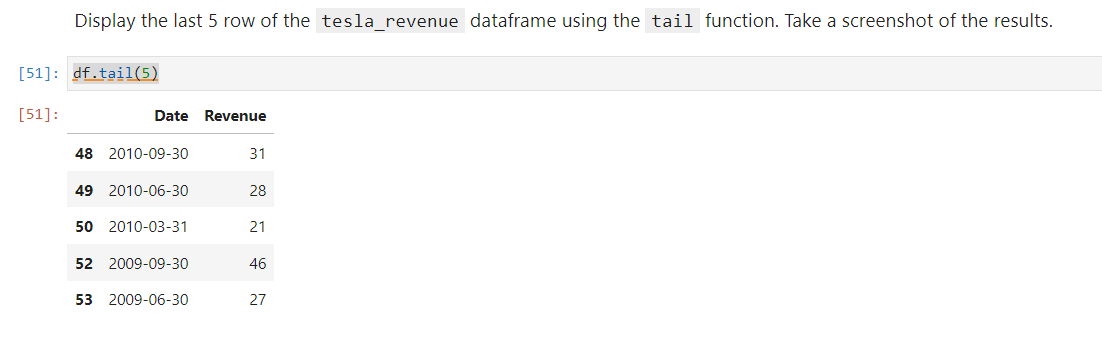 Display the last 5 row of the tesla_revenue dataframe using the tail function. Take a screenshot of the results.
[51]: df.tail(5)
[51]: Date Revenue
48 2010-09-30 31
49 2010-06-30 28
50 2010-03-31 21
52 2009-09-30 46
53 2009-06-30 27